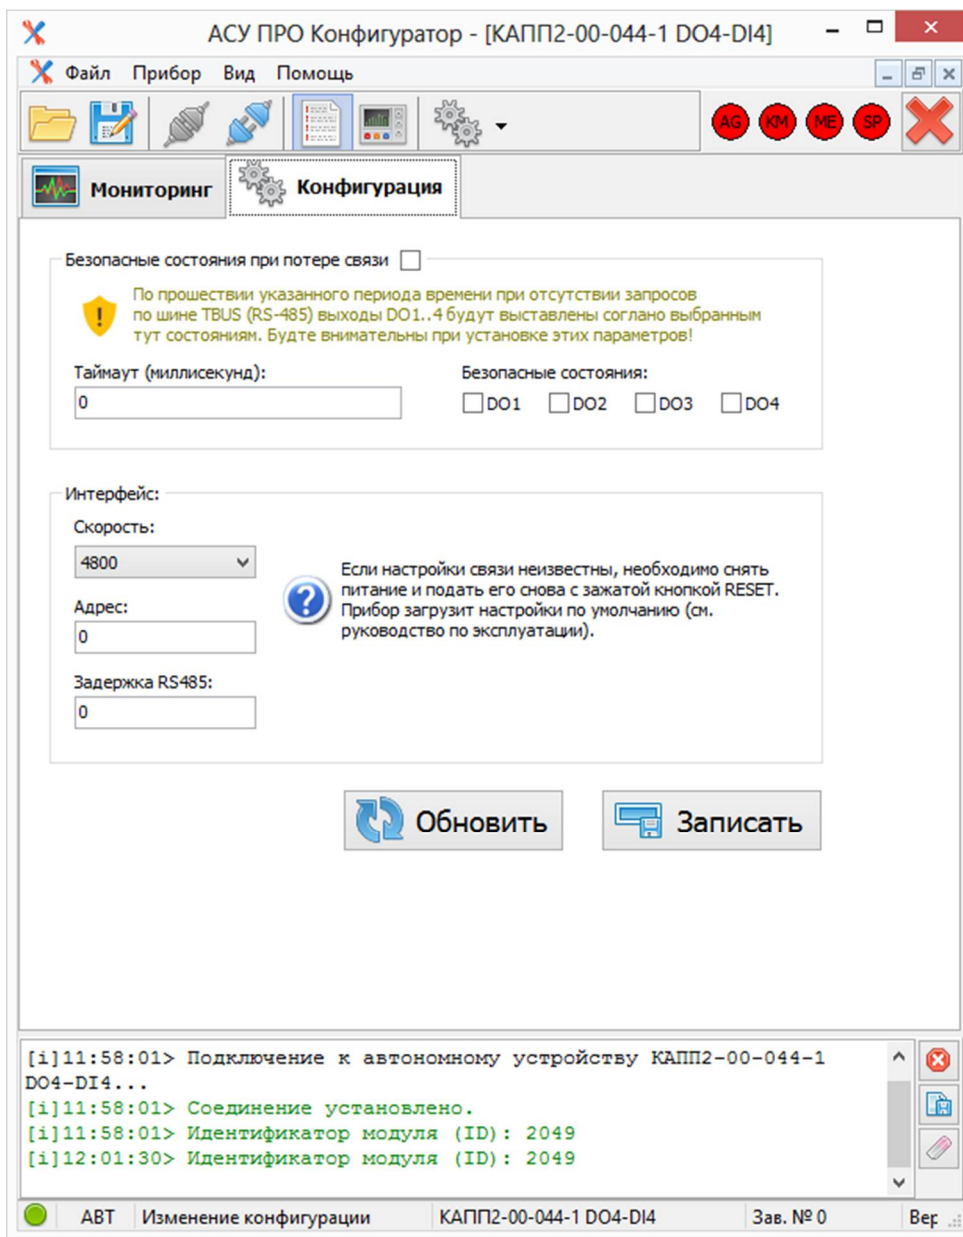 АСУ ПРО Конфигуратор - [КАПП2-00-044-1 DO4-DI4]
Файл Прибор Вид Помощь
AG KM ME SP
Мониторинг Конфигурация
Безопасные состояния при потере связи
По прошествии указанного периода времени при отсутствии запросов
по шине TBUS (RS-485) выходы DO1..4 будут выставлены соглано выбранным
тут состояниям. Будте внимательны при установке этих параметров!
Таймаут (миллисекунд): Безопасные состояния:
0 DO1 DO2 DO3 DO4
Интерфейс:
Скорость:
4800
Если настройки связи неизвестны, необходимо снять
питание и подать его снова с зажатой кнопкой RESET.
Прибор загрузит настройки по умолчанию (см.
руководство по эксплуатации).
Адрес:
0
Задержка RS485:
0
Обновить Записать
[i]11:58:01> Подключение к автономному устройству КАПП2-00-044-1
DO4-DI4...
[i]11:58:01> Соединение установлено.
[i]11:58:01> Идентификатор модуля (ID): 2049
[i]12:01:30> Идентификатор модуля (ID): 2049
АВТ Изменение конфигурации КАПП2-00-044-1 DO4-DI4 Зав. № 0 Вер